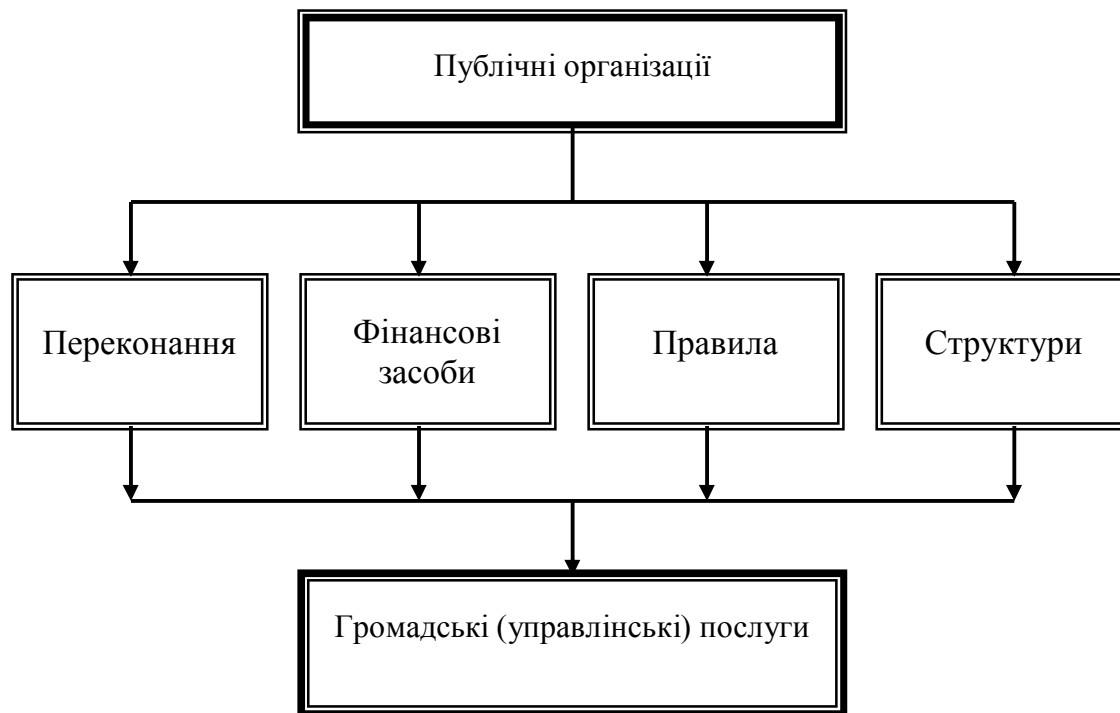 Публічні організації
Переконання
Фінансові
засоби
Правила
Структури
Громадські (управлінські) послуги